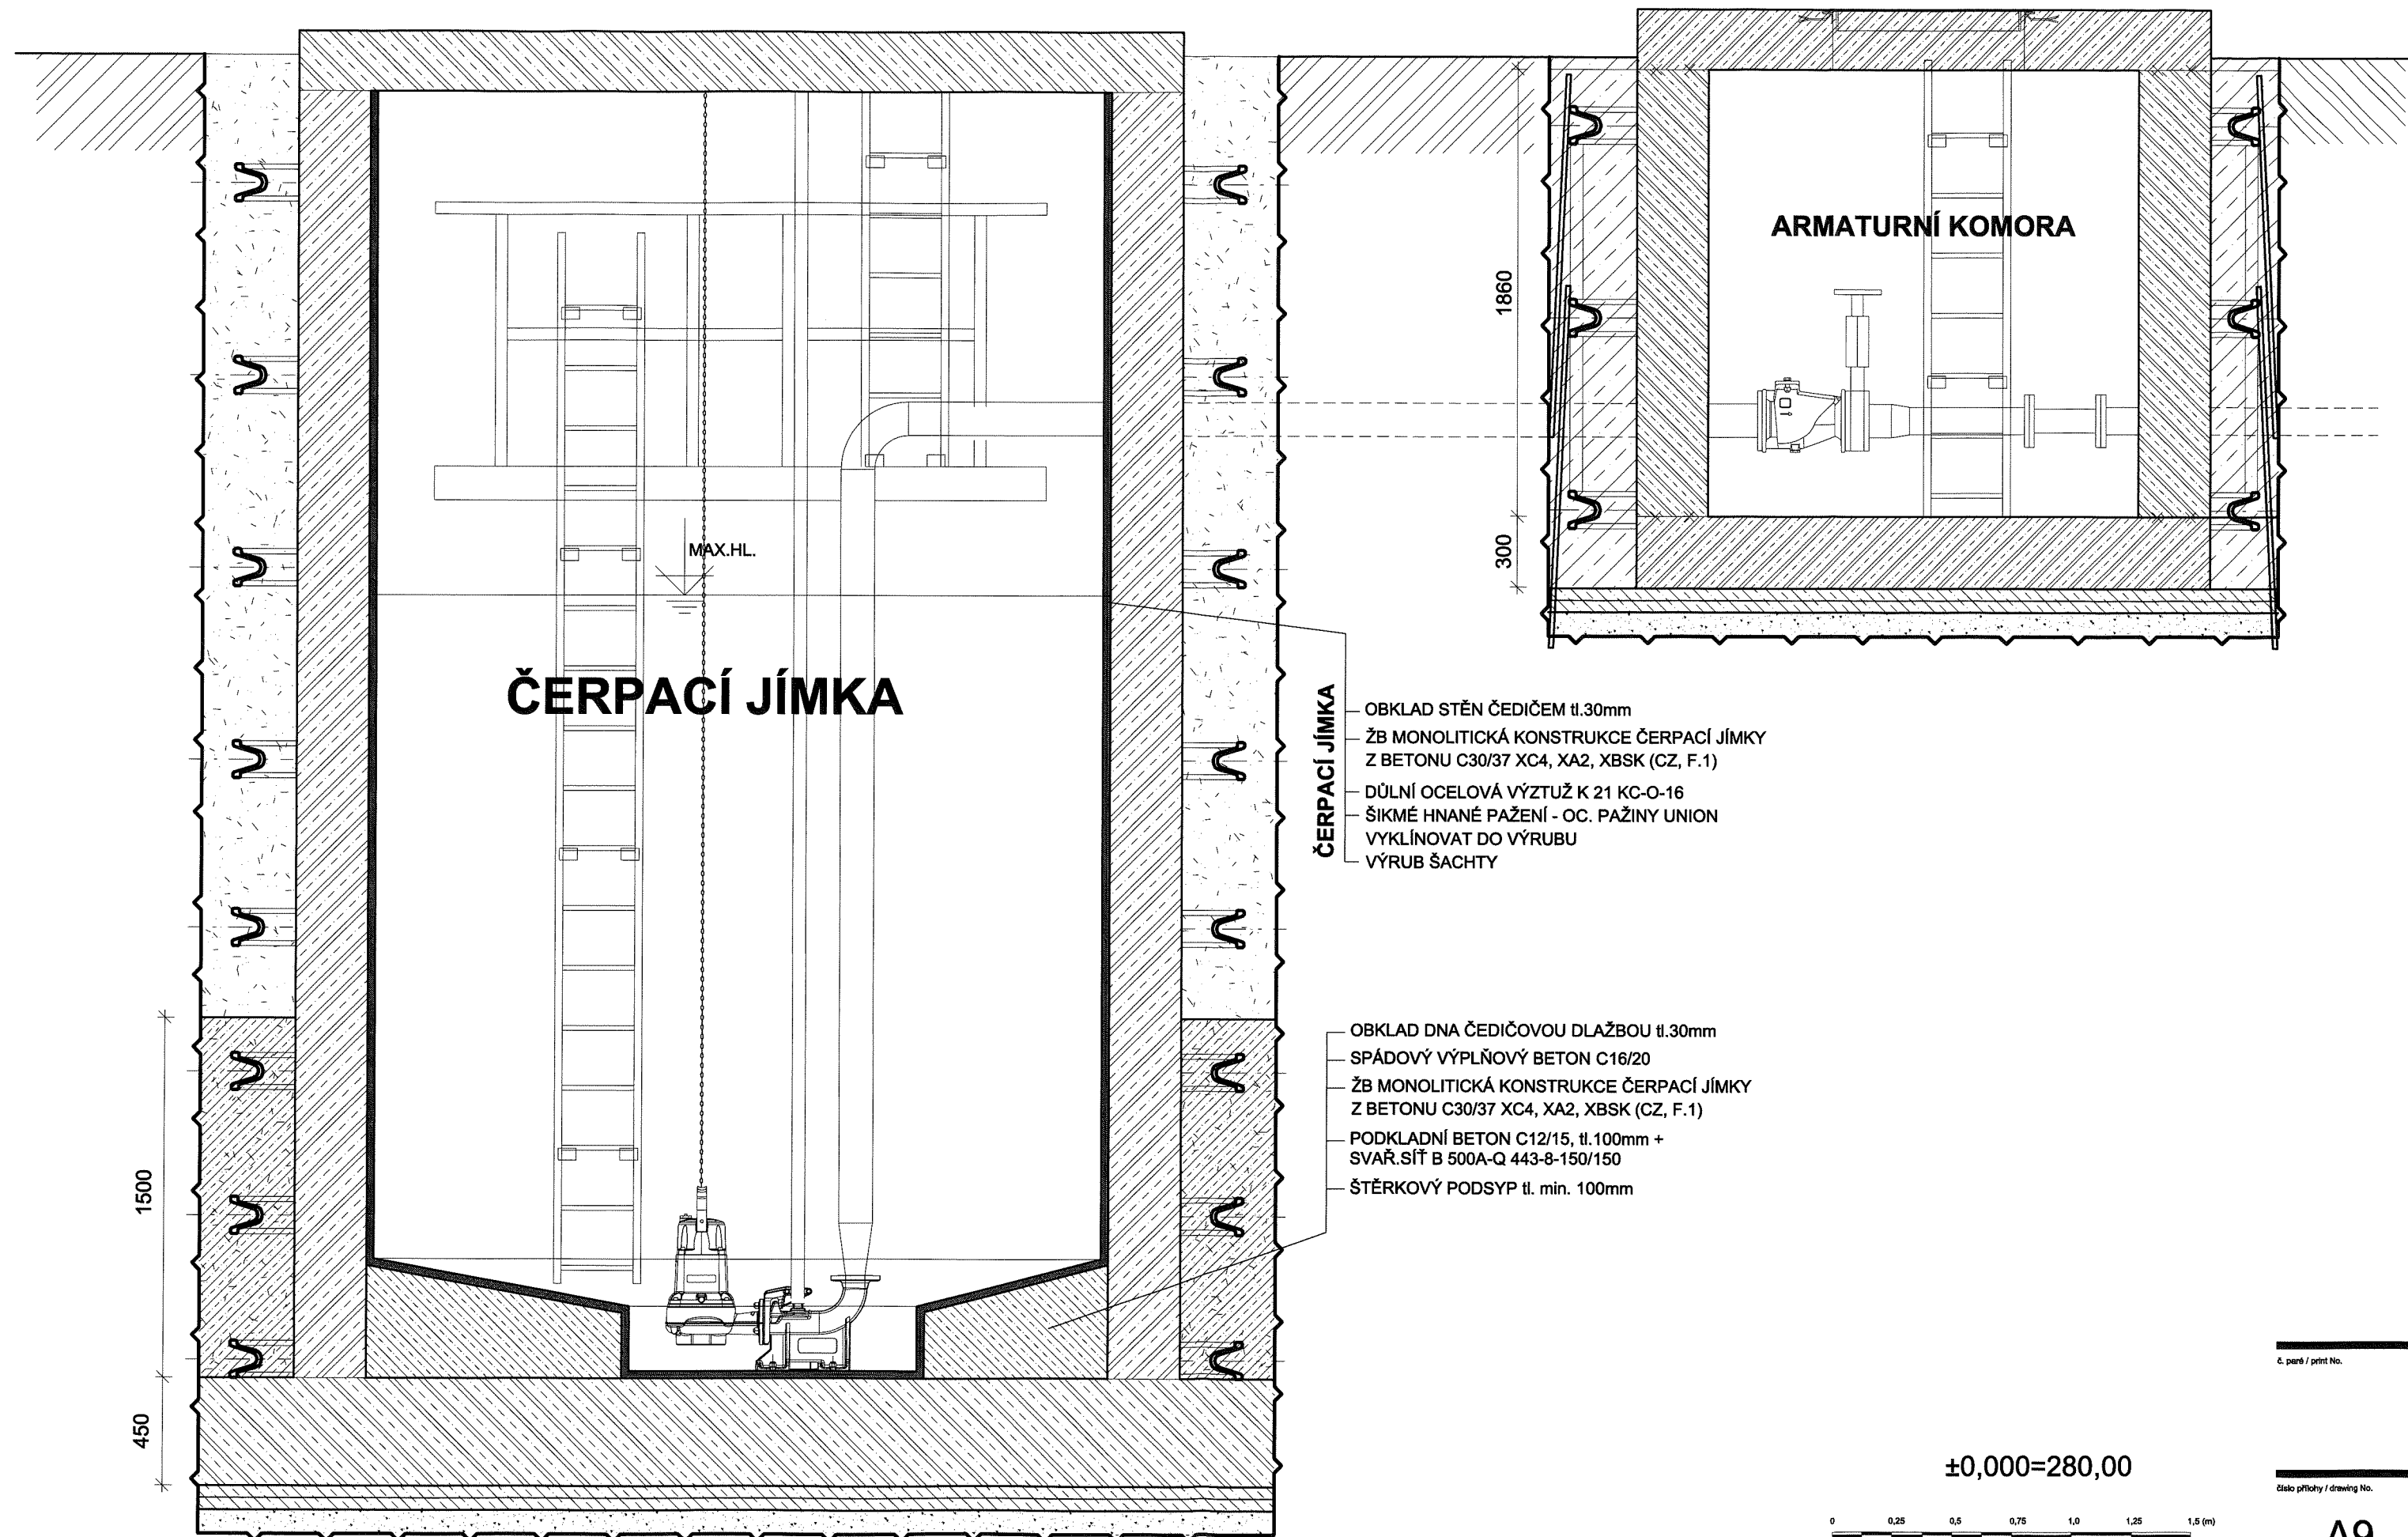 ARMATURNÍ KOMORA
1860
300
MAX.HL.
ČERPACÍ JÍMKA
ČERPACÍ JÍMKA
OBKLAD STĚN ČEDIČEM tl.30mm
ŽB MONOLITICKÁ KONSTRUKCE ČERPACÍ JÍMKY
Z BETONU C30/37 XC4, XA2, XBSK (CZ, F.1)
DŮLNÍ OCELOVÁ VÝZTUŽ K 21 KC-O-16
ŠIKMÉ HNANÉ PAŽENÍ - OC. PAŽINY UNION
VYKLÍNOVAT DO VÝRUBU
VÝRUB ŠACHTY
OBKLAD DNA ČEDIČOVOU DLAŽBOU tl.30mm
SPÁDOVÝ VÝPLŇOVÝ BETON C16/20
ŽB MONOLITICKÁ KONSTRUKCE ČERPACÍ JÍMKY
Z BETONU C30/37 XC4, XA2, XBSK (CZ, F.1)
PODKLADNÍ BETON C12/15, tl.100mm +
SVAŘ.SÍŤ B 500A-Q 443-8-150/150
ŠTĚRKOVÝ PODSYP tl. min. 100mm
1500
450
č. paré / print No.
±0,000=280,00
číslo přílohy / drawing No.
0 0,25 0,5 0,75 1,0 1,25 1,5 (m)
A9